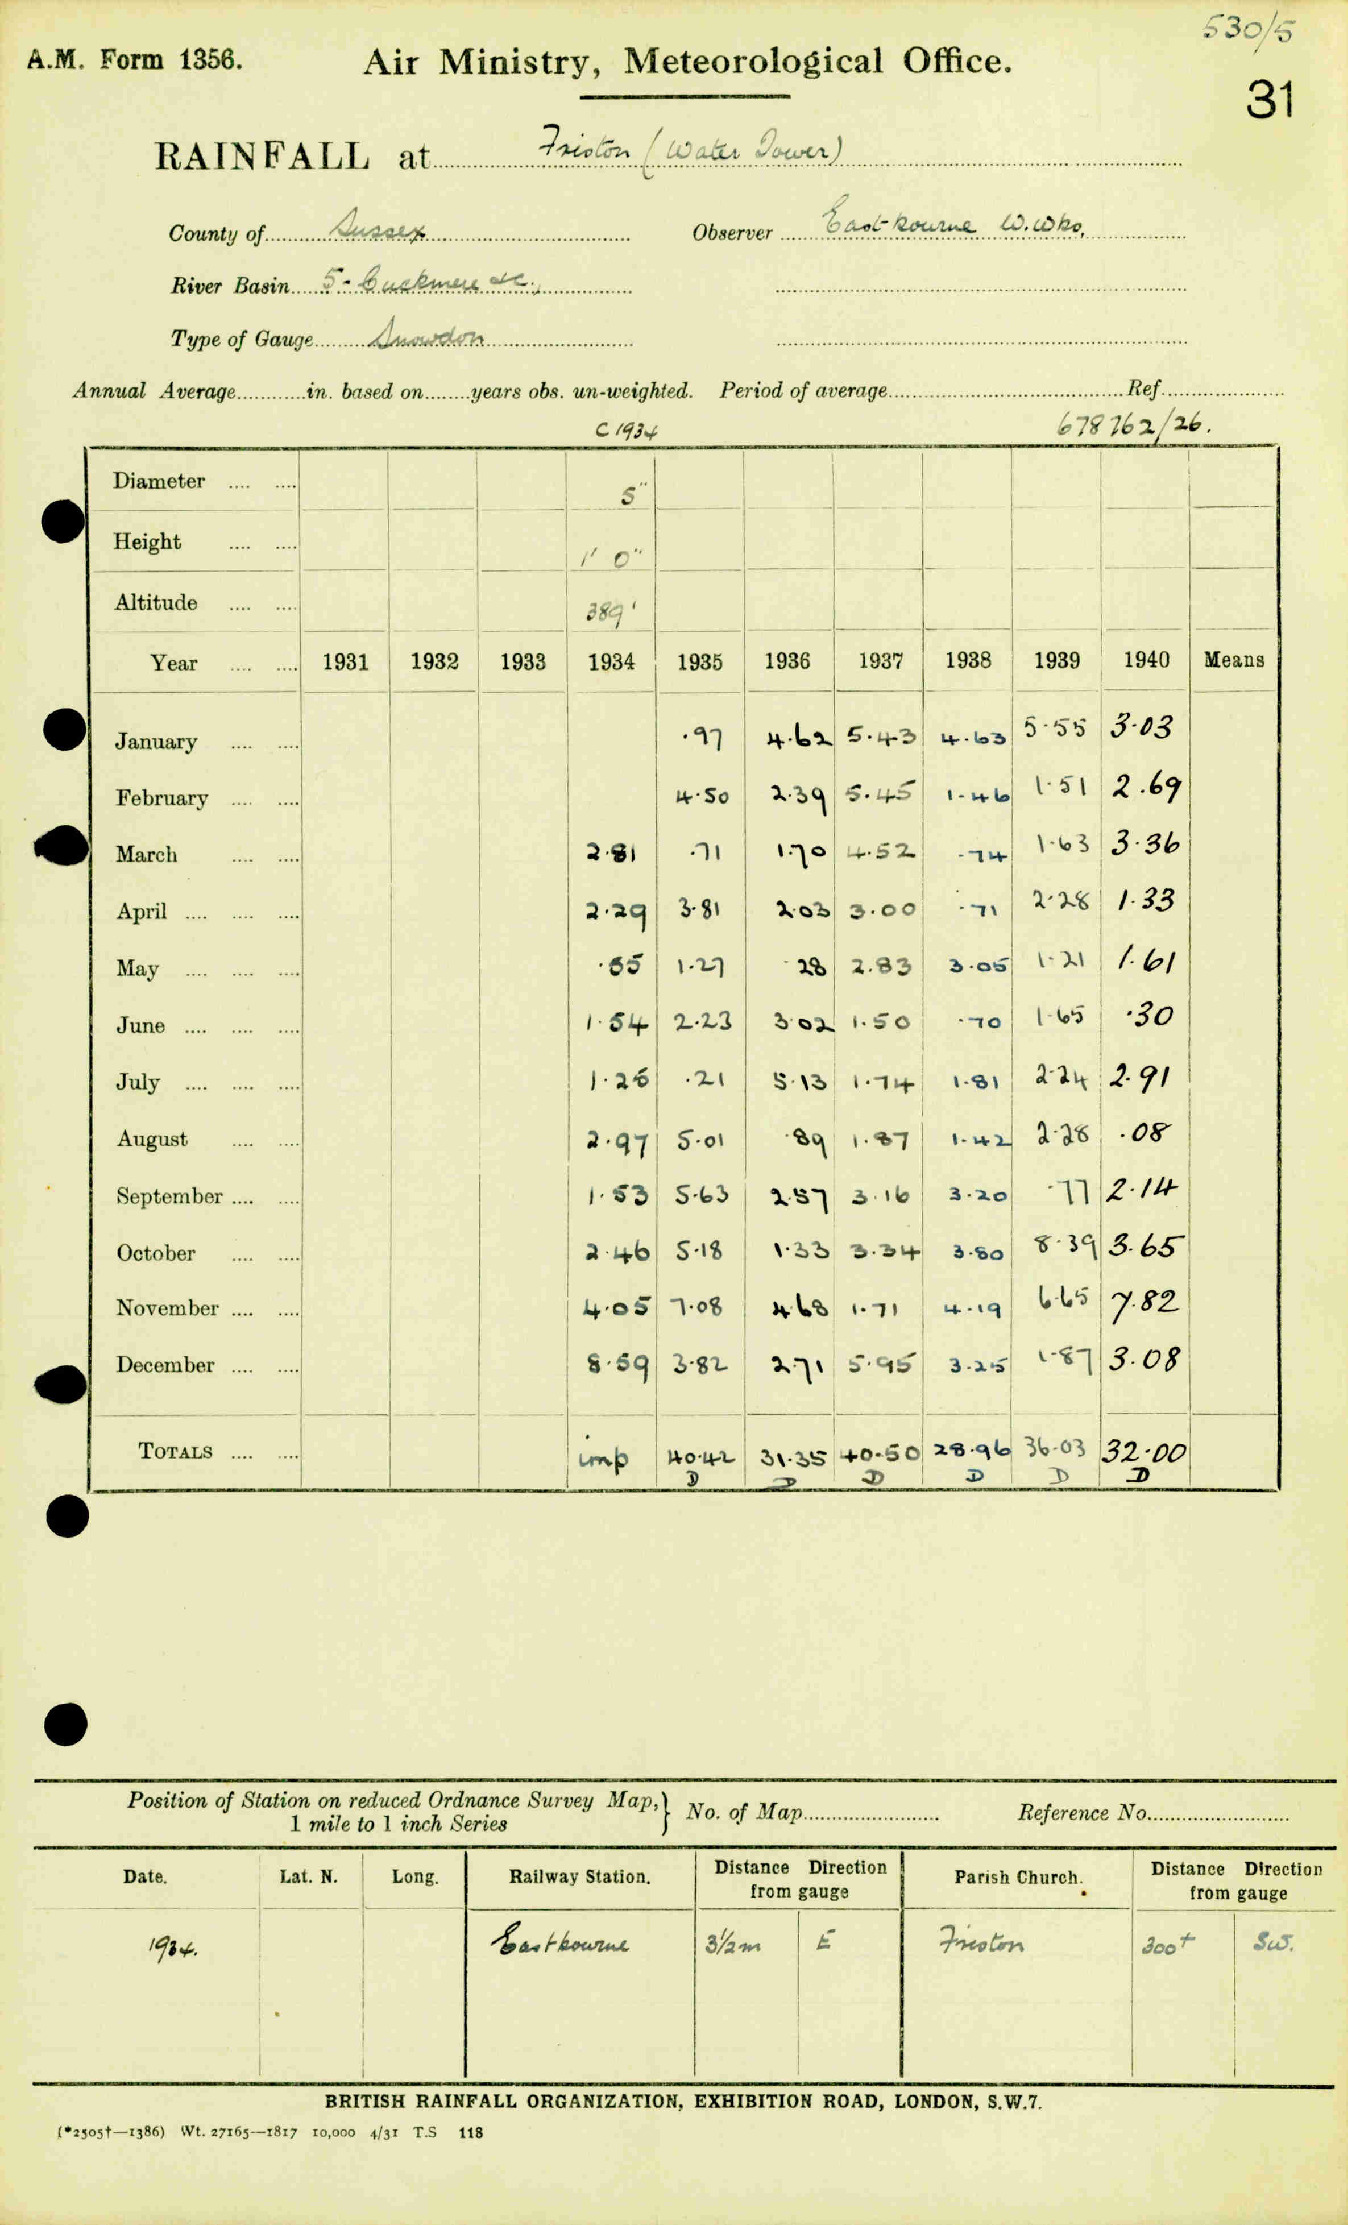 530/5
A.M. Form 1356. Air Ministry, Meteorological Office.
31
RAINFALL at Friston (Water Tower)
County of Sussex Observer Eastbourne W.Wks.
River Basin 5 - Cuckmere &c.,
Type of Gauge Snowdon
Annual Average in. based on years obs. un-weighted. Period of average Ref
C 1934 678762/26.
Diameter .... .... 5"
Height .... .... 1' 0"
Altitude .... .... 389'
Year .... .... 1931 1932 1933 1934 1935 1936 1937 1938 1939 1940 Means
January .... .... .97 4.62 5.43 4.63 5.55 3.03
February .... .... 4.50 2.39 5.45 1.46 1.51 2.69
March .... .... 2.81 .71 1.70 4.52 .74 1.63 3.36
April .... .... .... 2.29 3.81 2.03 3.00 .71 2.28 1.33
May .... .... .... .55 1.27 .28 2.83 3.05 1.21 1.61
June .... .... .... 1.54 2.23 3.02 1.50 .70 1.65 .30
July .... .... .... 1.26 .21 5.13 1.74 1.81 2.24 2.91
August .... .... 2.97 5.01 .89 1.87 1.42 2.28 .08
September .... .... 1.53 5.63 2.57 3.16 3.20 .77 2.14
October .... .... 2.46 5.18 1.33 3.34 3.80 8.39 3.65
November .... .... 4.05 7.08 4.68 1.71 4.19 6.65 7.82
December .... .... 8.59 3.82 2.71 5.95 3.25 1.87 3.08
TOTALS .... .... imp 40.42 31.35 40.50 28.96 36.03 32.00
D D D D D D
Position of Station on reduced Ordnance Survey Map, } No. of Map Reference No.
1 mile to 1 inch Series
Date. Lat. N. Long. Railway Station. Distance Direction from gauge Parish Church. Distance Direction from gauge
1934. Eastbourne 3½m E Friston 300+ SW.
BRITISH RAINFALL ORGANIZATION, EXHIBITION ROAD, LONDON, S.W.7.
(*2505†—1386) Wt. 27165—1817 10,000 4/31 T.S 118